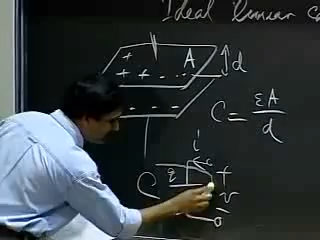 Ideal linear
+ + A
+ + d
- - -
C = εA / d
i
C q +
v
-